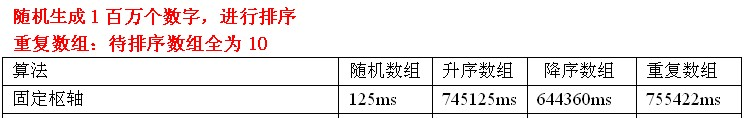 随机生成1百万个数字，进行排序
重复数组：待排序数组全为10
算法 随机数组 升序数组 降序数组 重复数组
固定枢轴 125ms 745125ms 644360ms 755422ms